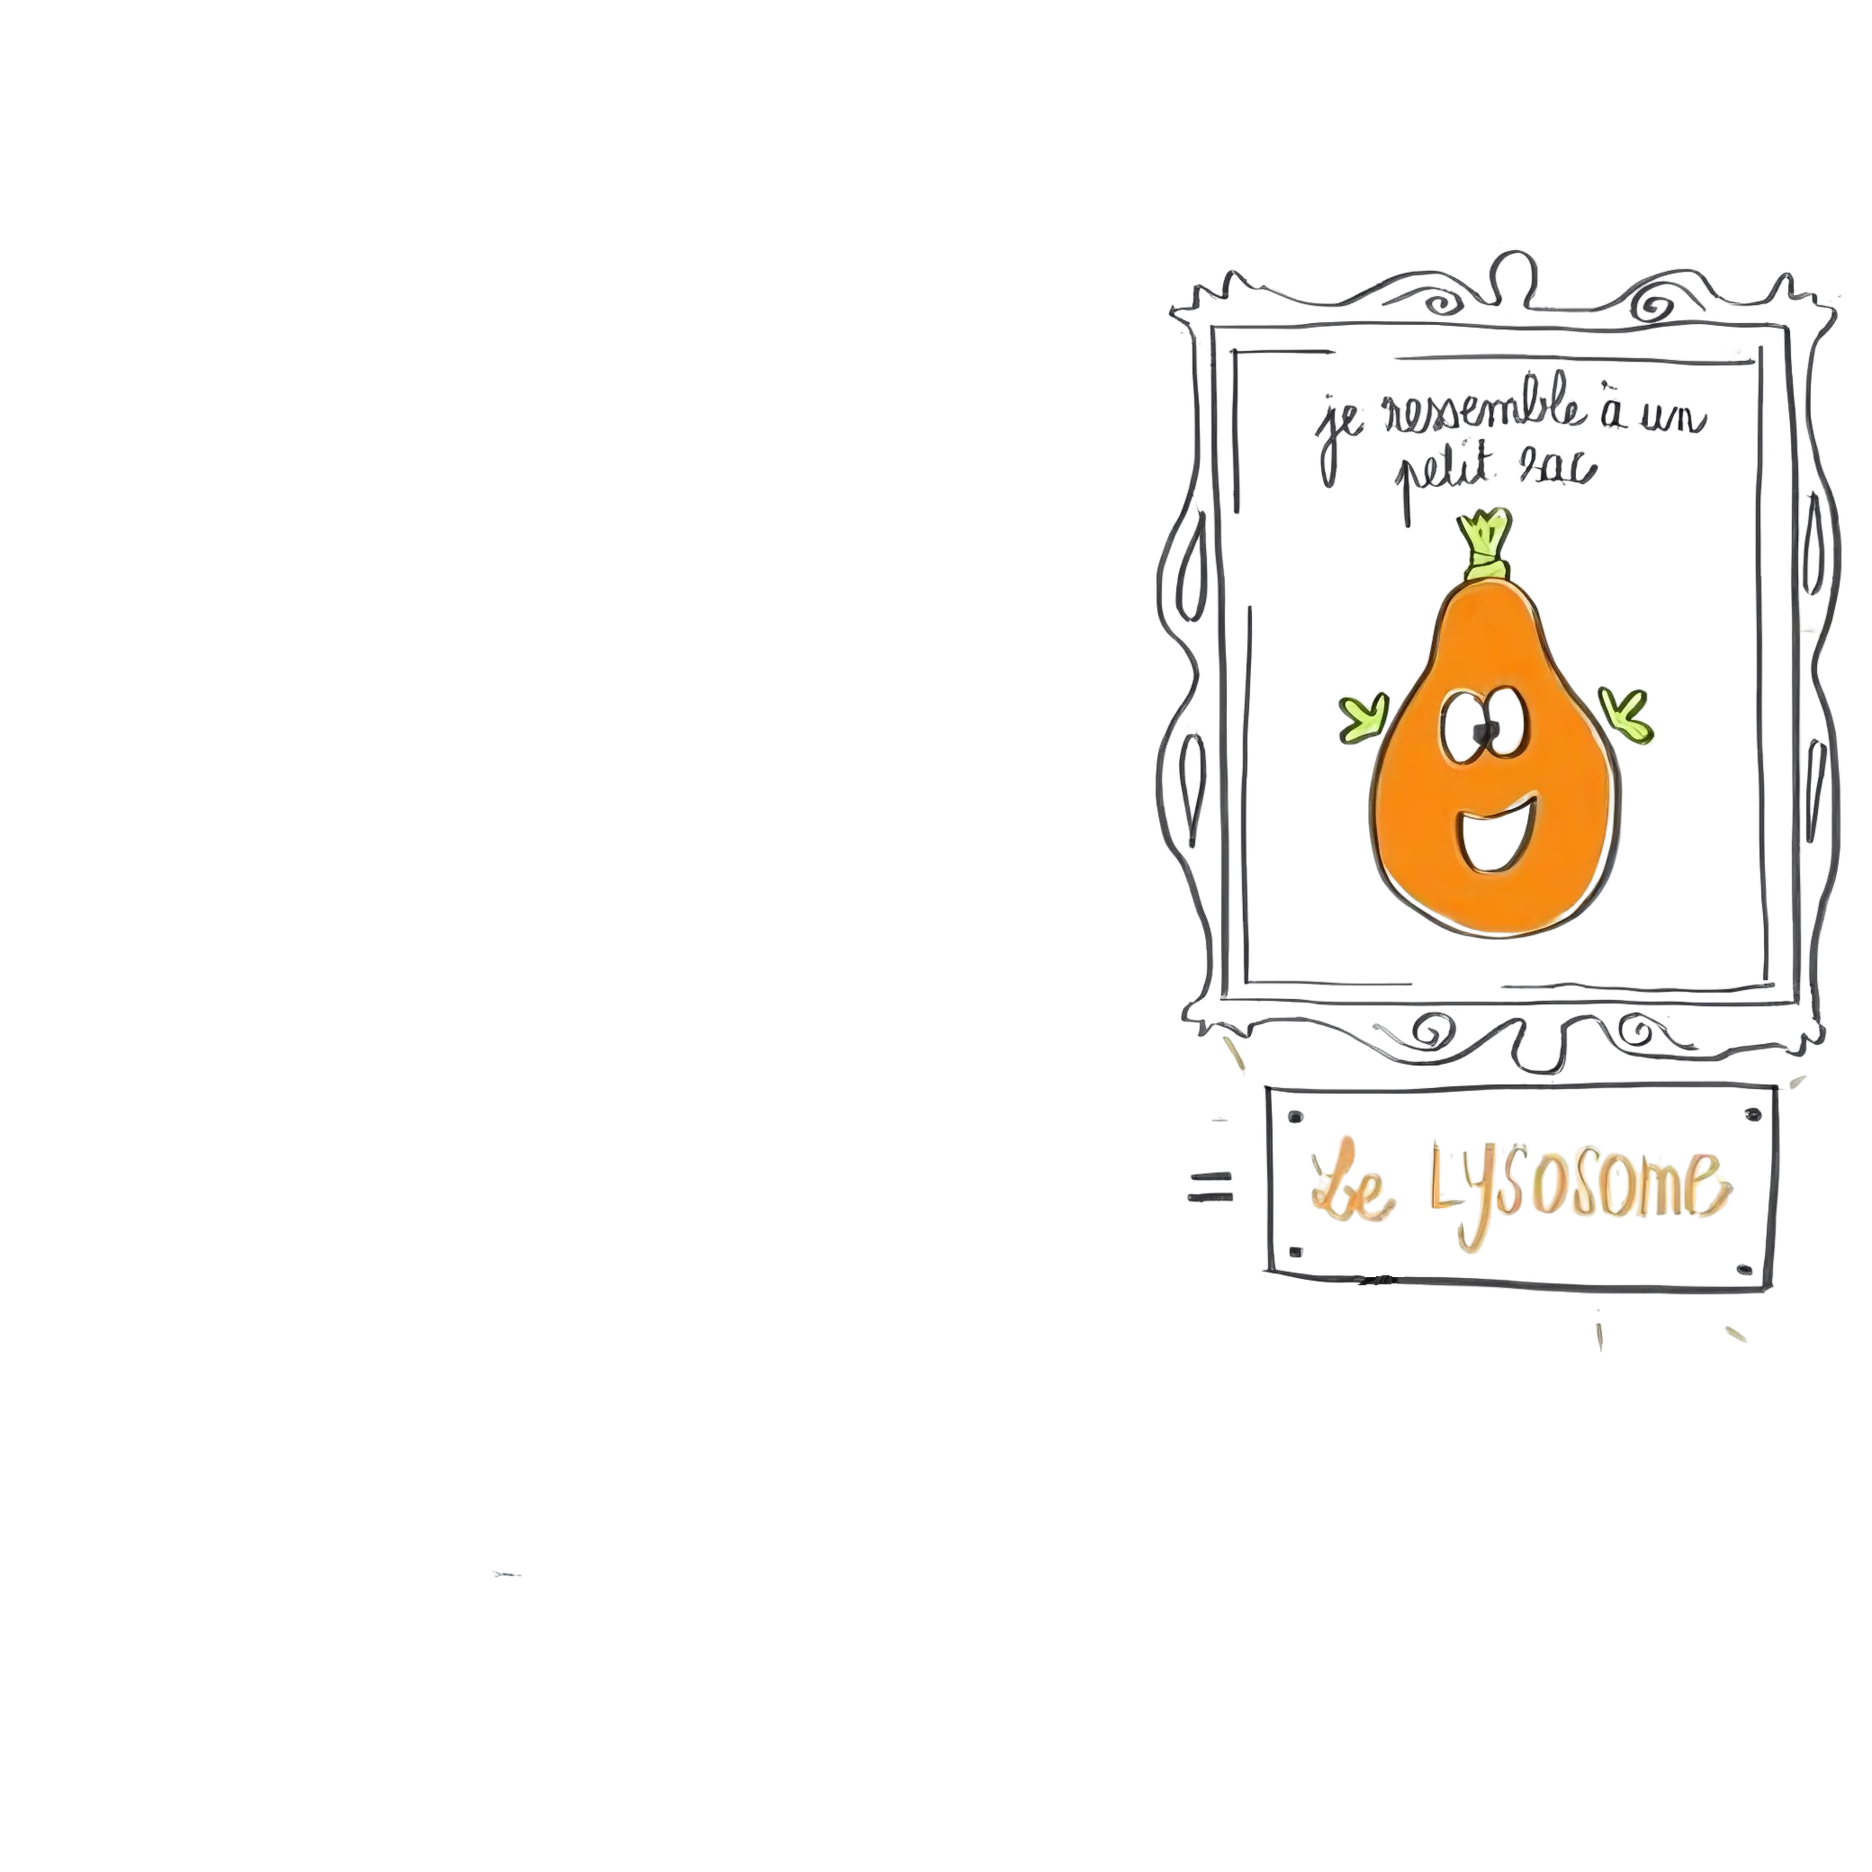 je ressemble à un
petit sac
= Le Lysosome